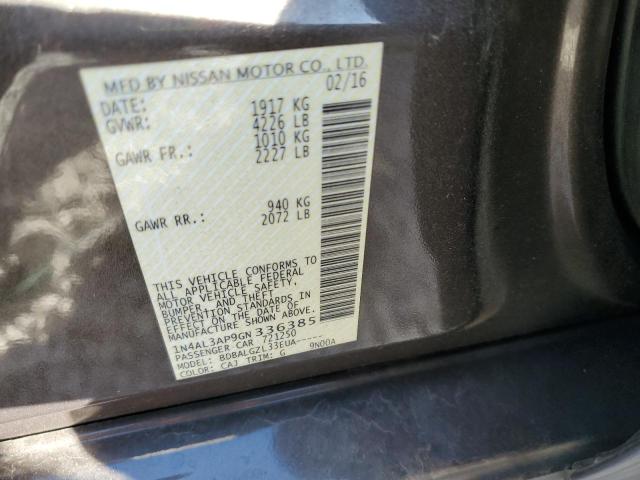 MFD BY NISSAN MOTOR CO., LTD.
DATE: 02/16
GVWR: 1917 KG
4226 LB
GAWR FR.: 1010 KG
2227 LB
GAWR RR.: 940 KG
2072 LB
THIS VEHICLE CONFORMS TO
ALL APPLICABLE FEDERAL
MOTOR VEHICLE SAFETY,
BUMPER, AND THEFT
PREVENTION STANDARDS IN
EFFECT ON THE DATE OF
MANUFACTURE SHOWN ABOVE.
1N4AL3AP9GN336385
PASSENGER CAR 721250
MODEL: BDBALGZL33EUA-----
COLOR: CAJ TRIM: G 9N00A